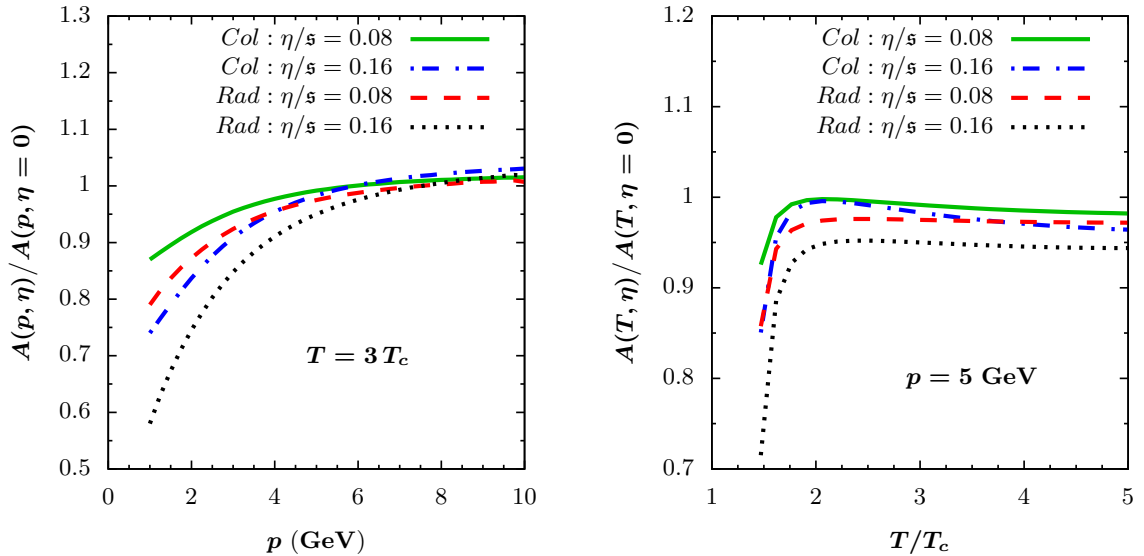 A(p, η)/A(p, η = 0)
1.3
1.2
1.1
1
0.9
0.8
0.7
0.6
0.5
Col : η/𝔰 = 0.08
Col : η/𝔰 = 0.16
Rad : η/𝔰 = 0.08
Rad : η/𝔰 = 0.16
T = 3 T_c
0 2 4 6 8 10
p (GeV)
A(T, η)/A(T, η = 0)
1.2
1.1
1
0.9
0.8
0.7
Col : η/𝔰 = 0.08
Col : η/𝔰 = 0.16
Rad : η/𝔰 = 0.08
Rad : η/𝔰 = 0.16
p = 5 GeV
1 2 3 4 5
T/T_c